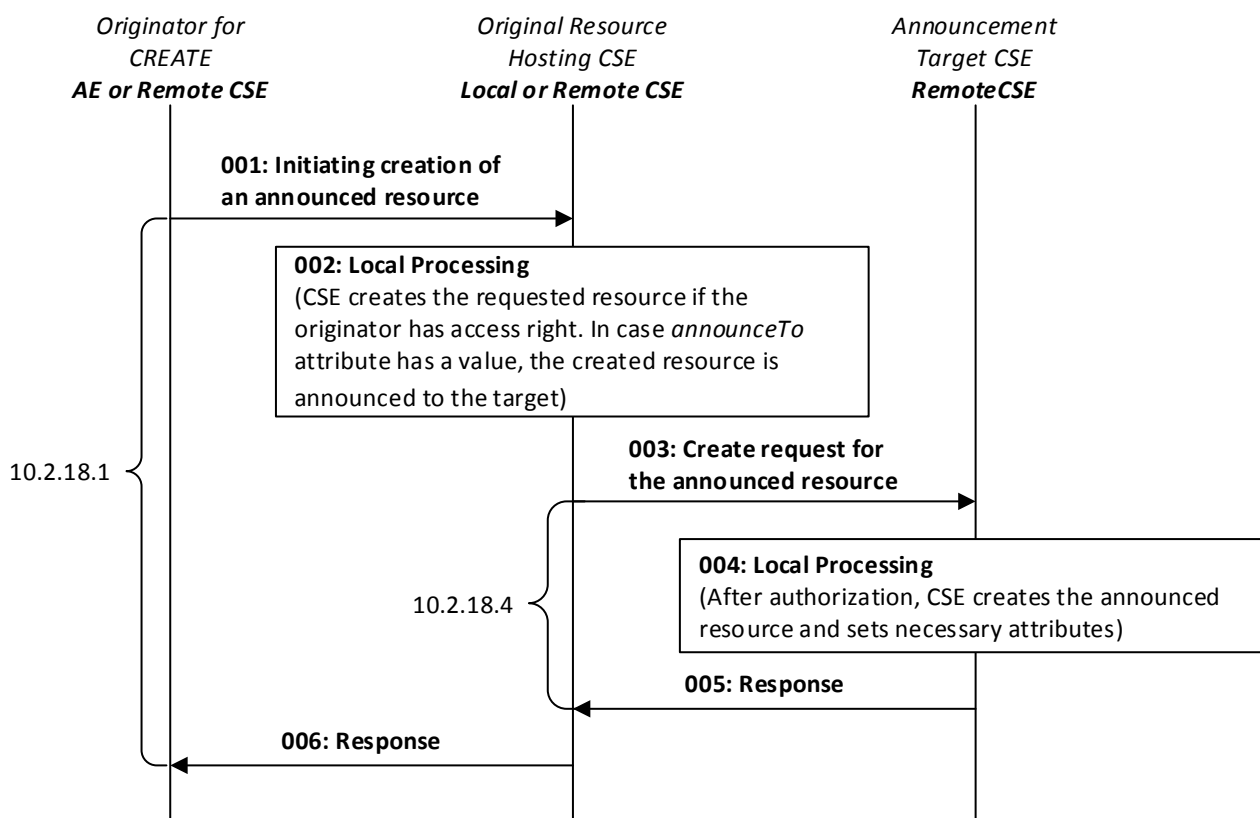 Originator for
CREATE
AE or Remote CSE
Original Resource
Hosting CSE
Local or Remote CSE
Announcement
Target CSE
RemoteCSE
001: Initiating creation of
an announced resource
002: Local Processing
(CSE creates the requested resource if the
originator has access right. In case announceTo
attribute has a value, the created resource is
announced to the target)
10.2.18.1
003: Create request for
the announced resource
004: Local Processing
(After authorization, CSE creates the announced
resource and sets necessary attributes)
10.2.18.4
005: Response
006: Response